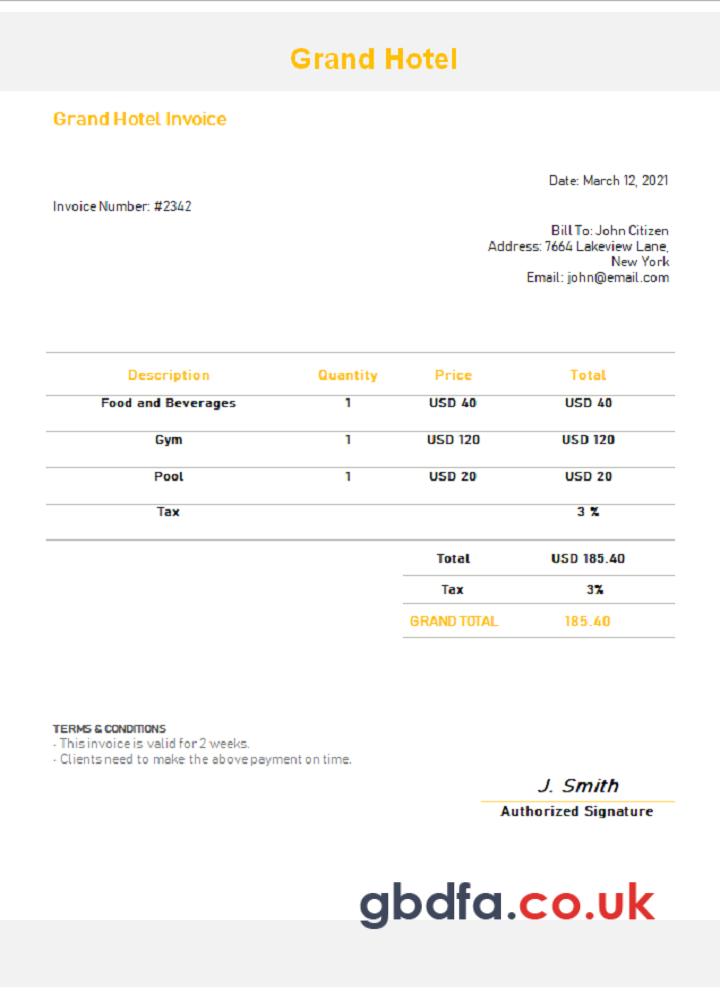 Grand Hotel
Grand Hotel Invoice
Date: March 12, 2021
Invoice Number: #2342
Bill To: John Citizen
Address: 7664 Lakeview Lane,
New York
Email: john@email.com
Description Quantity Price Total
Food and Beverages 1 USD 40 USD 40
Gym 1 USD 120 USD 120
Pool 1 USD 20 USD 20
Tax 3 %
Total USD 185.40
Tax 3%
GRAND TOTAL 185.40
TERMS & CONDITIONS
- This invoice is valid for 2 weeks.
- Clients need to make the above payment on time.
J. Smith
Authorized Signature
gbdfa.co.uk